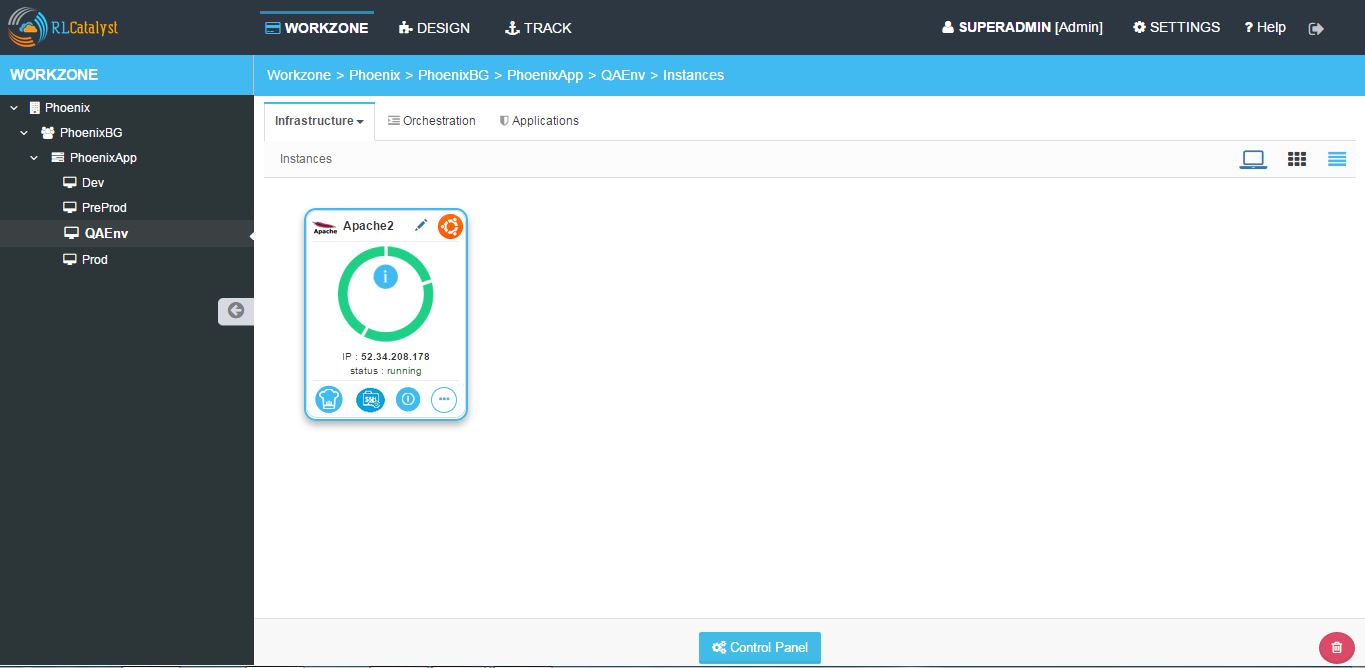 RLCatalyst WORKZONE DESIGN TRACK SUPERADMIN [Admin] SETTINGS ? Help
WORKZONE
Workzone > Phoenix > PhoenixBG > PhoenixApp > QAEnv > Instances
Phoenix
PhoenixBG
PhoenixApp
Dev
PreProd
QAEnv
Prod
Infrastructure Orchestration Applications
Instances
Apache Apache2
i
IP : 52.34.208.178
status : running
SSH
Control Panel